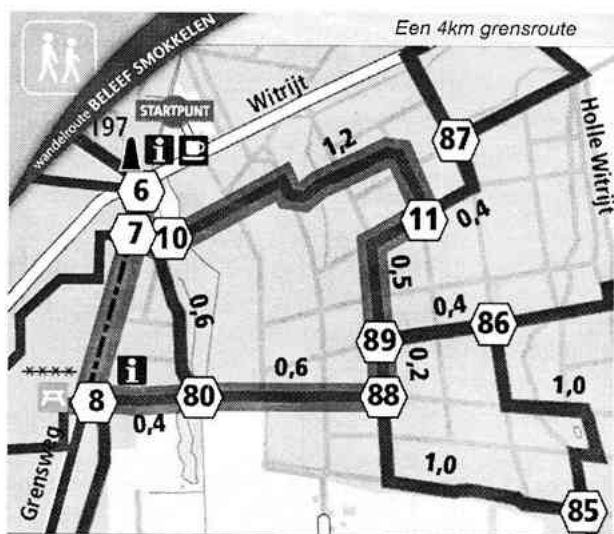 Een 4km grensroute
wandelroute BELEEF SMOKKELEN
STARTPUNT
Witrijt
Holle Witrijt
197
i
6
1,2
87
7
10
11
0,4
0,5
0,6
0,4
86
89
0,2
i
0,6
1,0
8
80
88
0,4
Grensweg
1,0
85